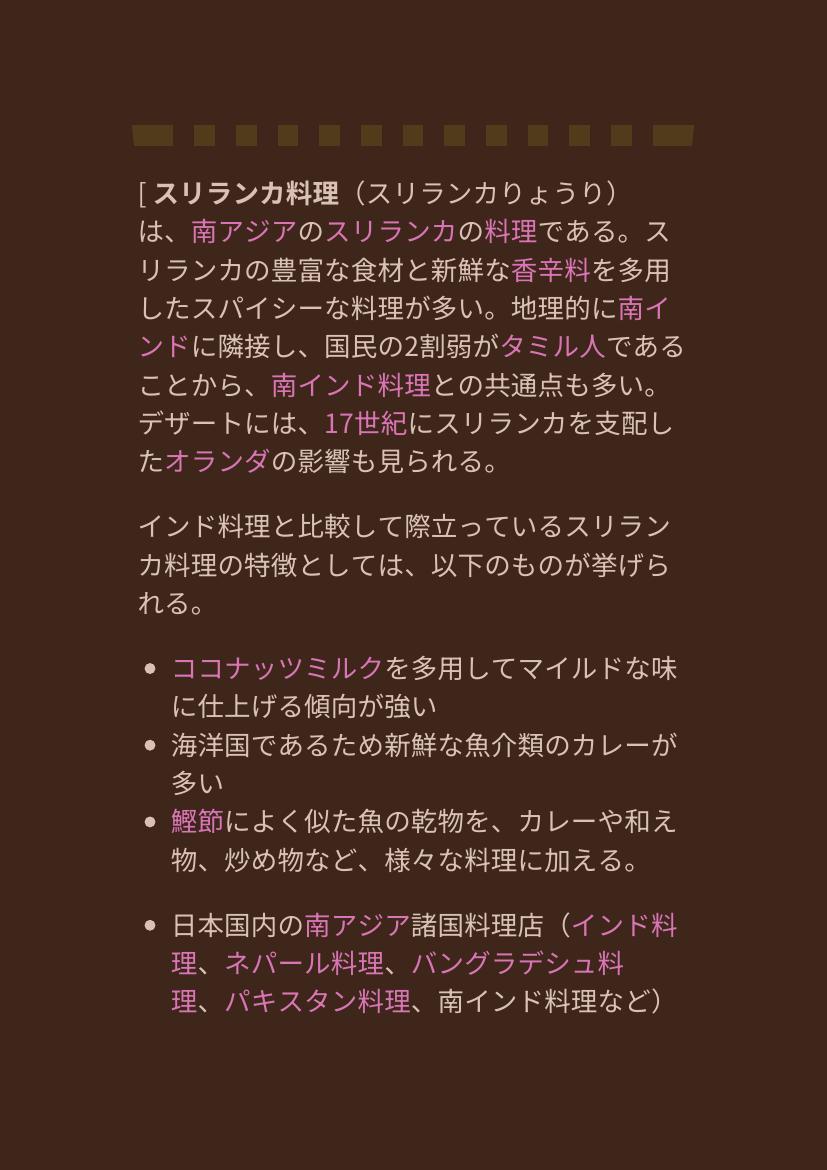 [ スリランカ料理（スリランカりょうり）
は、南アジアのスリランカの料理である。ス
リランカの豊富な食材と新鮮な香辛料を多用
したスパイシーな料理が多い。地理的に南イ
ンドに隣接し、国民の2割弱がタミル人である
ことから、南インド料理との共通点も多い。
デザートには、17世紀にスリランカを支配し
たオランダの影響も見られる。
インド料理と比較して際立っているスリラン
カ料理の特徴としては、以下のものが挙げら
れる。
ココナッツミルクを多用してマイルドな味
に仕上げる傾向が強い
海洋国であるため新鮮な魚介類のカレーが
多い
鰹節によく似た魚の乾物を、カレーや和え
物、炒め物など、様々な料理に加える。
日本国内の南アジア諸国料理店（インド料
理、ネパール料理、バングラデシュ料
理、パキスタン料理、南インド料理など）